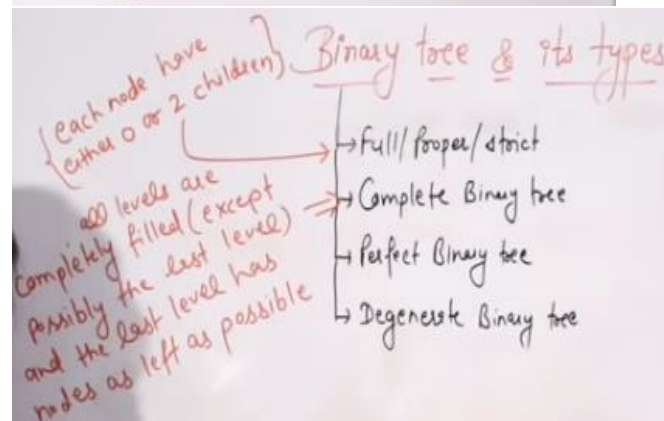 Binary tree & its types
{each node have
either 0 or 2 children}
→ Full/Proper/strict
all levels are
completely filled (except
possibly the last level)
and the last level has
nodes as left as possible
→ Complete Binary tree
→ Perfect Binary tree
→ Degenerate Binary tree